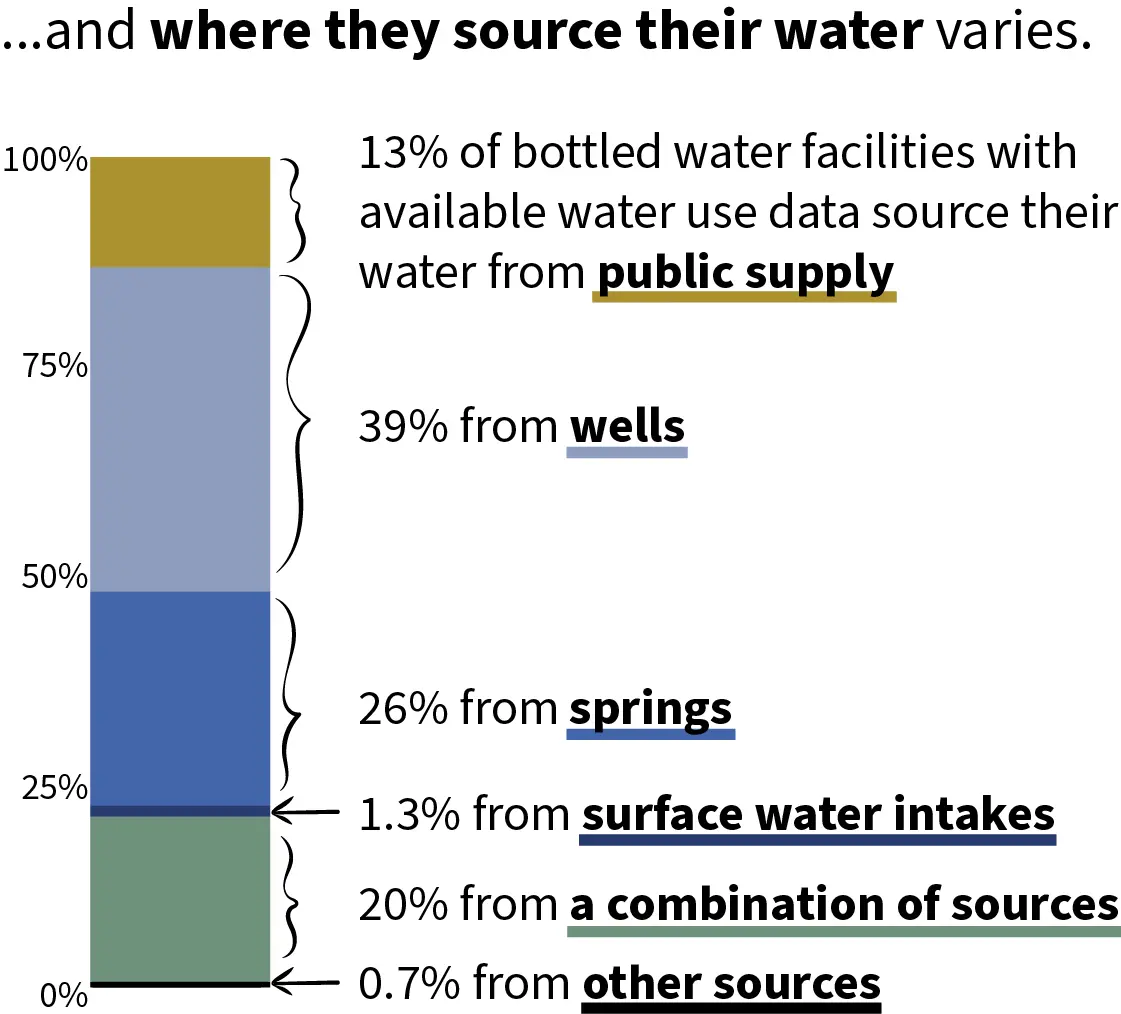 ...and where they source their water varies.
100%
13% of bottled water facilities with
available water use data source their
water from public supply
75%
39% from wells
50%
26% from springs
25%
1.3% from surface water intakes
20% from a combination of sources
0.7% from other sources
0%